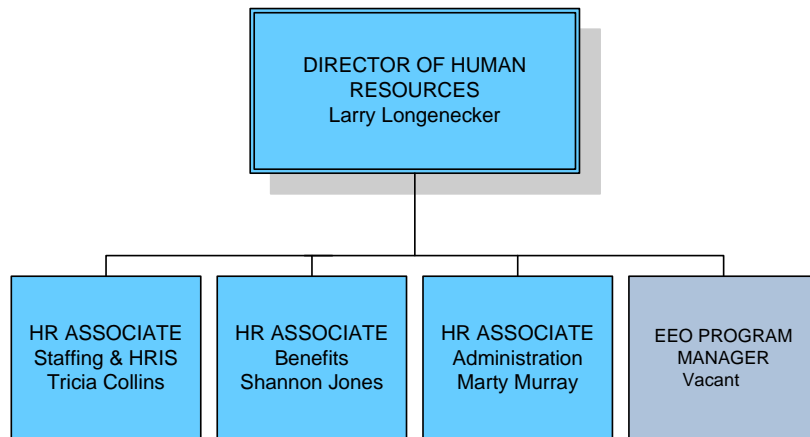 DIRECTOR OF HUMAN
RESOURCES
Larry Longenecker
HR ASSOCIATE
Staffing & HRIS
Tricia Collins
HR ASSOCIATE
Benefits
Shannon Jones
HR ASSOCIATE
Administration
Marty Murray
EEO PROGRAM
MANAGER
Vacant